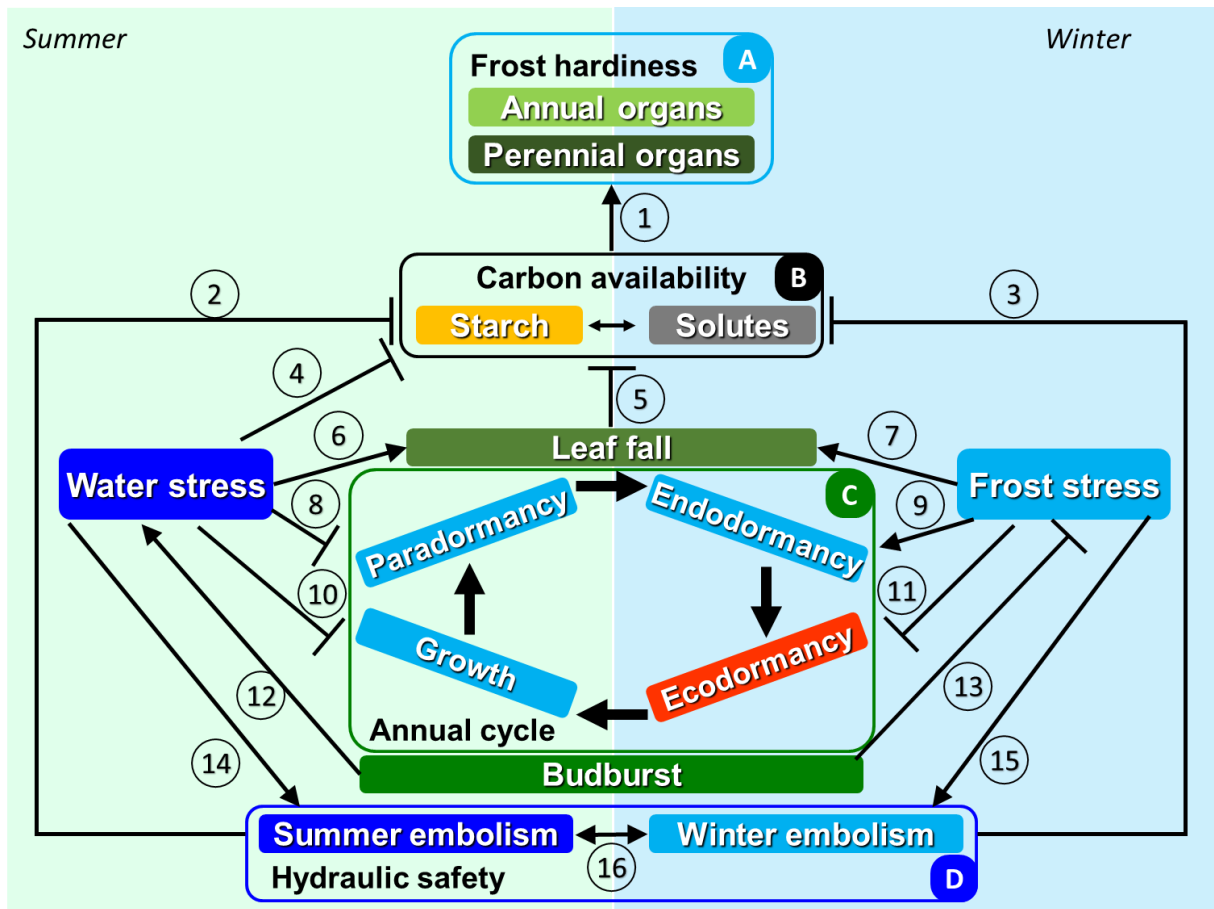 Summer
Winter
A
Frost hardiness
Annual organs
Perennial organs
1
Carbon availability
B
2
3
Starch
Solutes
4
5
6
7
Leaf fall
Water stress
Frost stress
C
8
9
Paradormancy
Endodormancy
10
11
Growth
Ecodormancy
12
13
Annual cycle
14
15
Budburst
Summer embolism
Winter embolism
16
Hydraulic safety
D